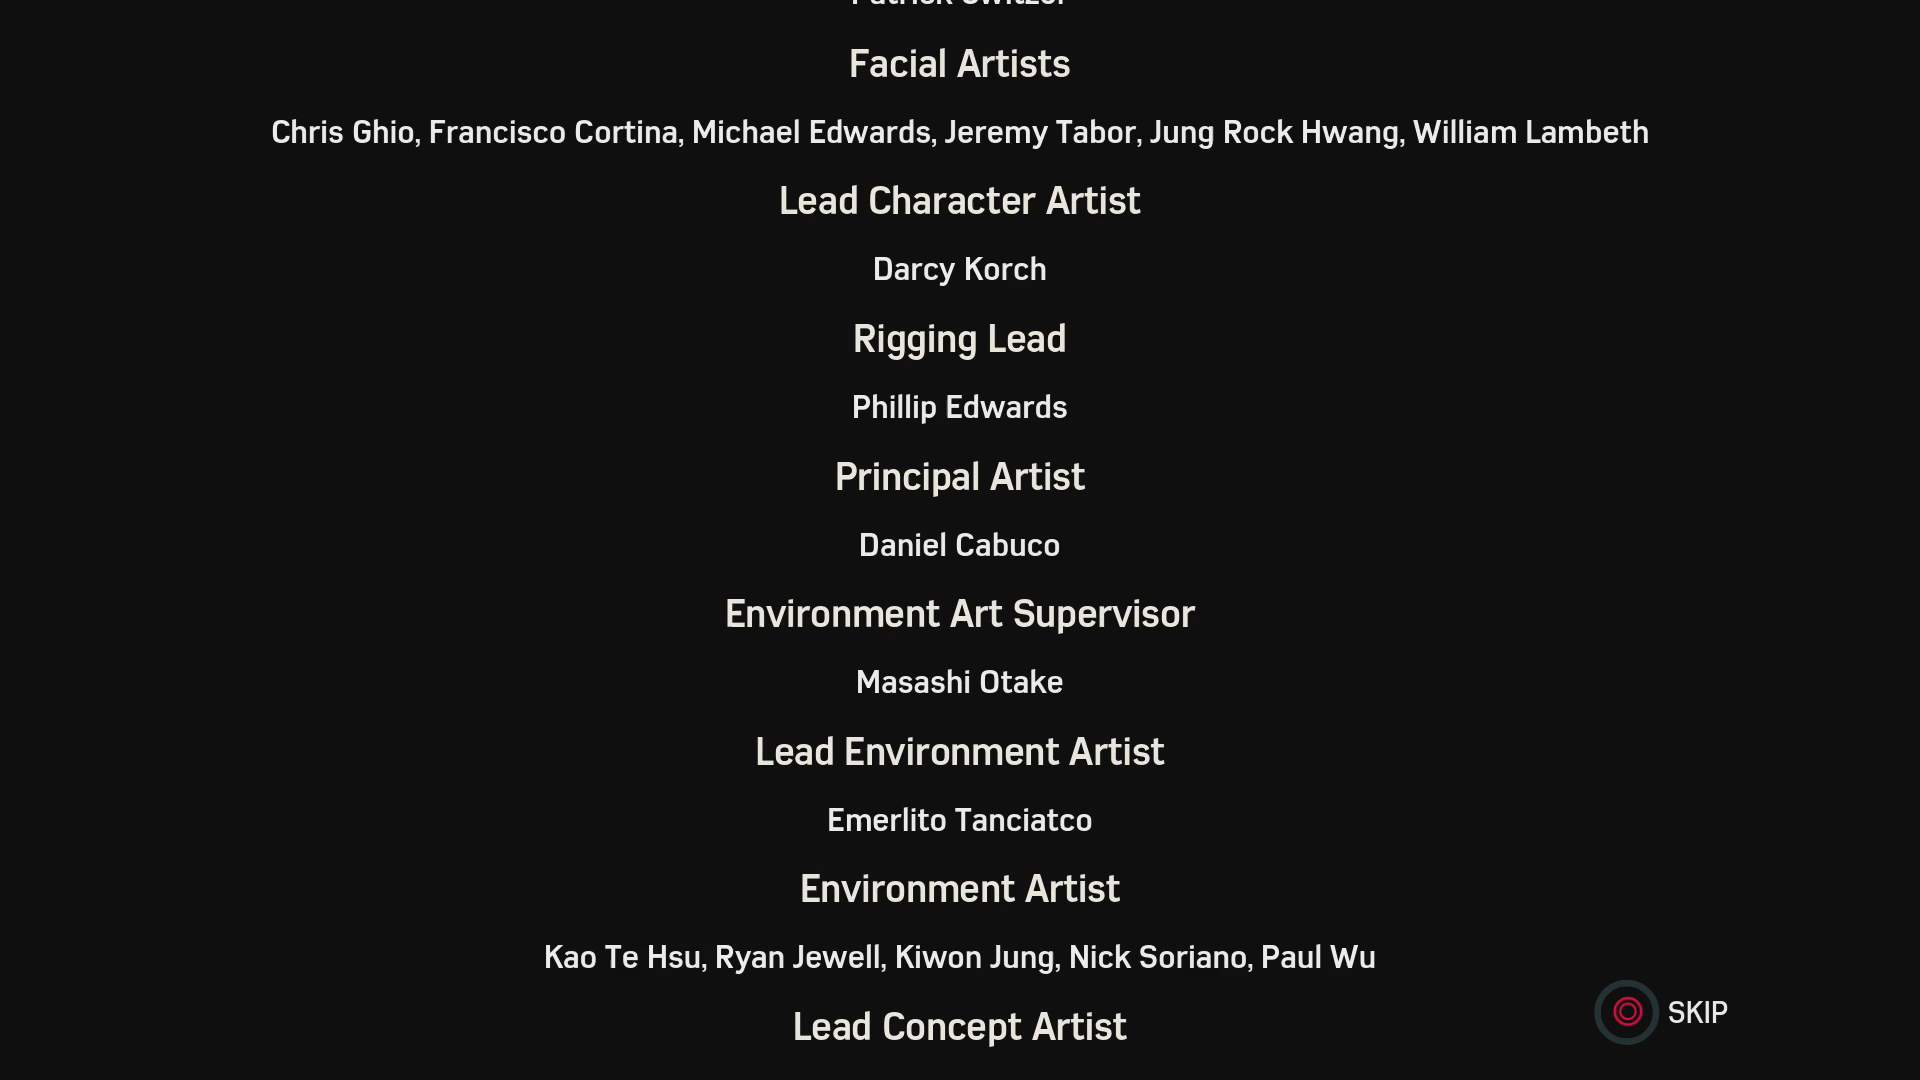 Facial Artists
Chris Ghio, Francisco Cortina, Michael Edwards, Jeremy Tabor, Jung Rock Hwang, William Lambeth
Lead Character Artist
Darcy Korch
Rigging Lead
Phillip Edwards
Principal Artist
Daniel Cabuco
Environment Art Supervisor
Masashi Otake
Lead Environment Artist
Emerlito Tanciatco
Environment Artist
Kao Te Hsu, Ryan Jewell, Kiwon Jung, Nick Soriano, Paul Wu
SKIP
Lead Concept Artist